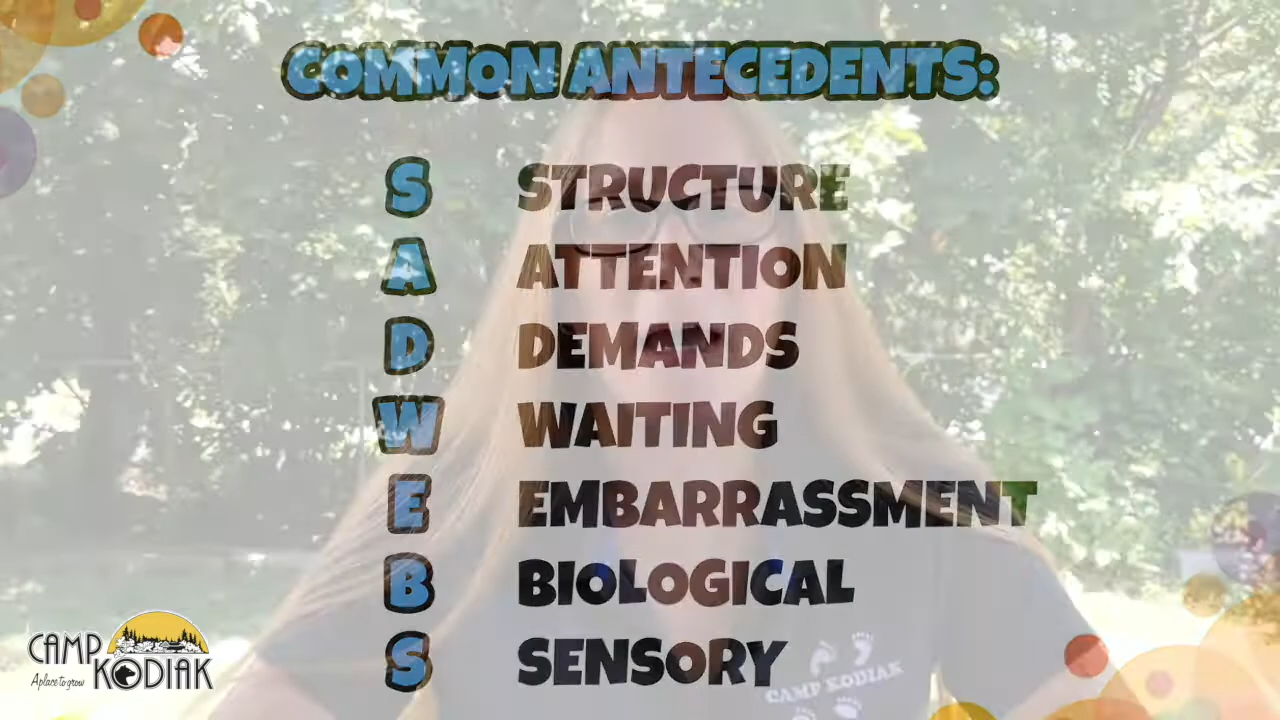 COMMON ANTECEDENTS:
S STRUCTURE
A ATTENTION
D DEMANDS
W WAITING
E EMBARRASSMENT
B BIOLOGICAL
S SENSORY
CAMP
KODIAK
A place to grow
CAMP KODIAK